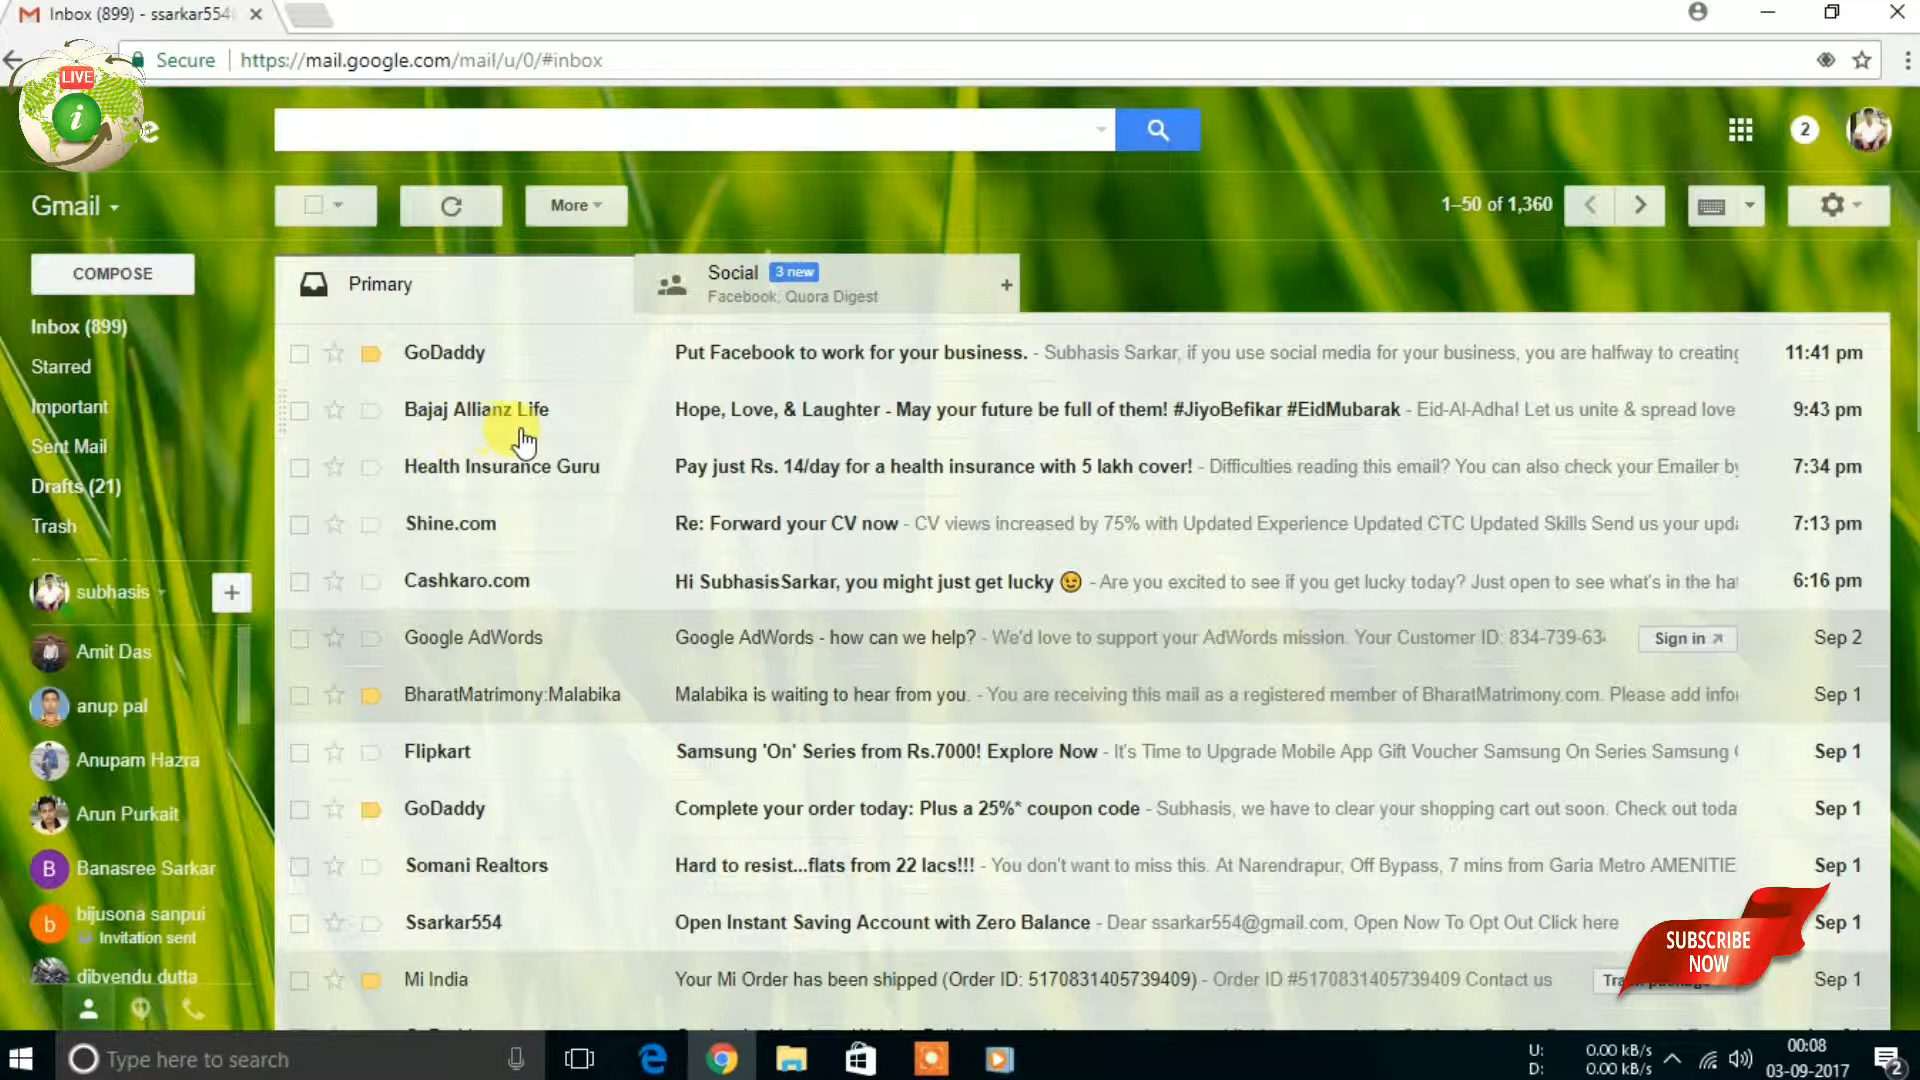 Inbox (899) - ssarkar554
Secure
https://mail.google.com/mail/u/0/#inbox
LIVE
i
e
2
Gmail
More
1–50 of 1,360
COMPOSE
Primary
Social 3 new
Facebook, Quora Digest
Inbox (899)
Starred
Important
Sent Mail
Drafts (21)
Trash
subhasis
Amit Das
anup pal
Anupam Hazra
Arun Purkait
B Banasree Sarkar
b bijusona sanpui
Invitation sent
dibvendu dutta
GoDaddy Put Facebook to work for your business. - Subhasis Sarkar, if you use social media for your business, you are halfway to creating 11:41 pm
Bajaj Allianz Life Hope, Love, & Laughter - May your future be full of them! #JiyoBefikar #EidMubarak - Eid-Al-Adha! Let us unite & spread love 9:43 pm
Health Insurance Guru Pay just Rs. 14/day for a health insurance with 5 lakh cover! - Difficulties reading this email? You can also check your Emailer by 7:34 pm
Shine.com Re: Forward your CV now - CV views increased by 75% with Updated Experience Updated CTC Updated Skills Send us your upda 7:13 pm
Cashkaro.com Hi SubhasisSarkar, you might just get lucky 😉 - Are you excited to see if you get lucky today? Just open to see what's in the hat 6:16 pm
Google AdWords Google AdWords - how can we help? - We'd love to support your AdWords mission. Your Customer ID: 834-739-634 Sign in Sep 2
BharatMatrimony:Malabika Malabika is waiting to hear from you. - You are receiving this mail as a registered member of BharatMatrimony.com. Please add infor Sep 1
Flipkart Samsung 'On' Series from Rs.7000! Explore Now - It's Time to Upgrade Mobile App Gift Voucher Samsung On Series Samsung Sep 1
GoDaddy Complete your order today: Plus a 25%* coupon code - Subhasis, we have to clear your shopping cart out soon. Check out toda Sep 1
Somani Realtors Hard to resist...flats from 22 lacs!!! - You don't want to miss this. At Narendrapur, Off Bypass, 7 mins from Garia Metro AMENITIE Sep 1
Ssarkar554 Open Instant Saving Account with Zero Balance - Dear ssarkar554@gmail.com, Open Now To Opt Out Click here Sep 1
Mi India Your Mi Order has been shipped (Order ID: 5170831405739409) - Order ID #5170831405739409 Contact us Sep 1
SUBSCRIBE
NOW
Type here to search
U: 0.00 kB/s
D: 0.00 kB/s
00:08
03-09-2017
2